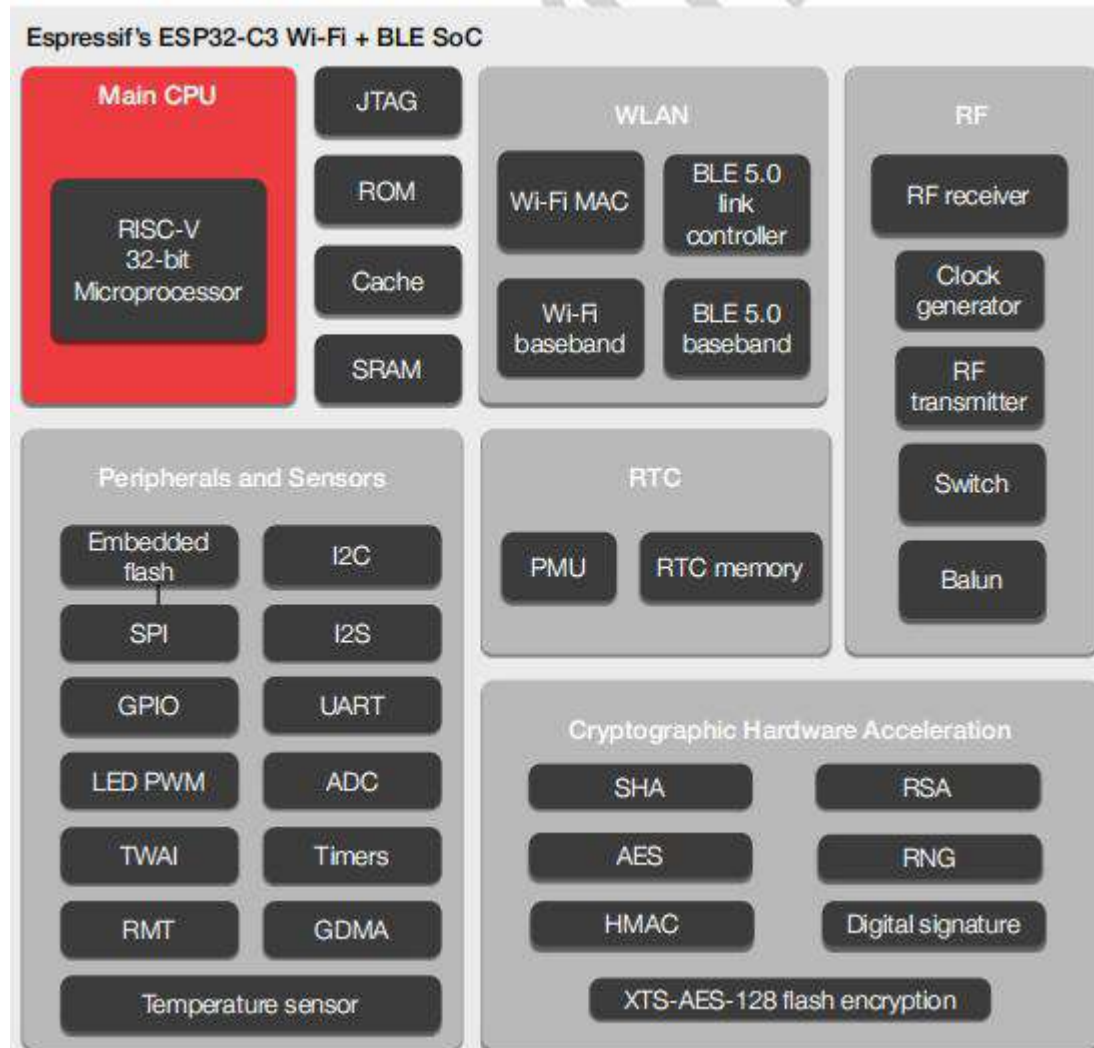 Espressif's ESP32-C3 Wi-Fi + BLE SoC
Main CPU
RISC-V
32-bit
Microprocessor
JTAG
ROM
Cache
SRAM
WLAN
Wi-Fi MAC
BLE 5.0
link
controller
Wi-Fi
baseband
BLE 5.0
baseband
RF
RF receiver
Clock
generator
RF
transmitter
Switch
Balun
Peripherals and Sensors
Embedded
flash
I2C
SPI
I2S
GPIO
UART
LED PWM
ADC
TWAI
Timers
RMT
GDMA
Temperature sensor
RTC
PMU
RTC memory
Cryptographic Hardware Acceleration
SHA
RSA
AES
RNG
HMAC
Digital signature
XTS-AES-128 flash encryption